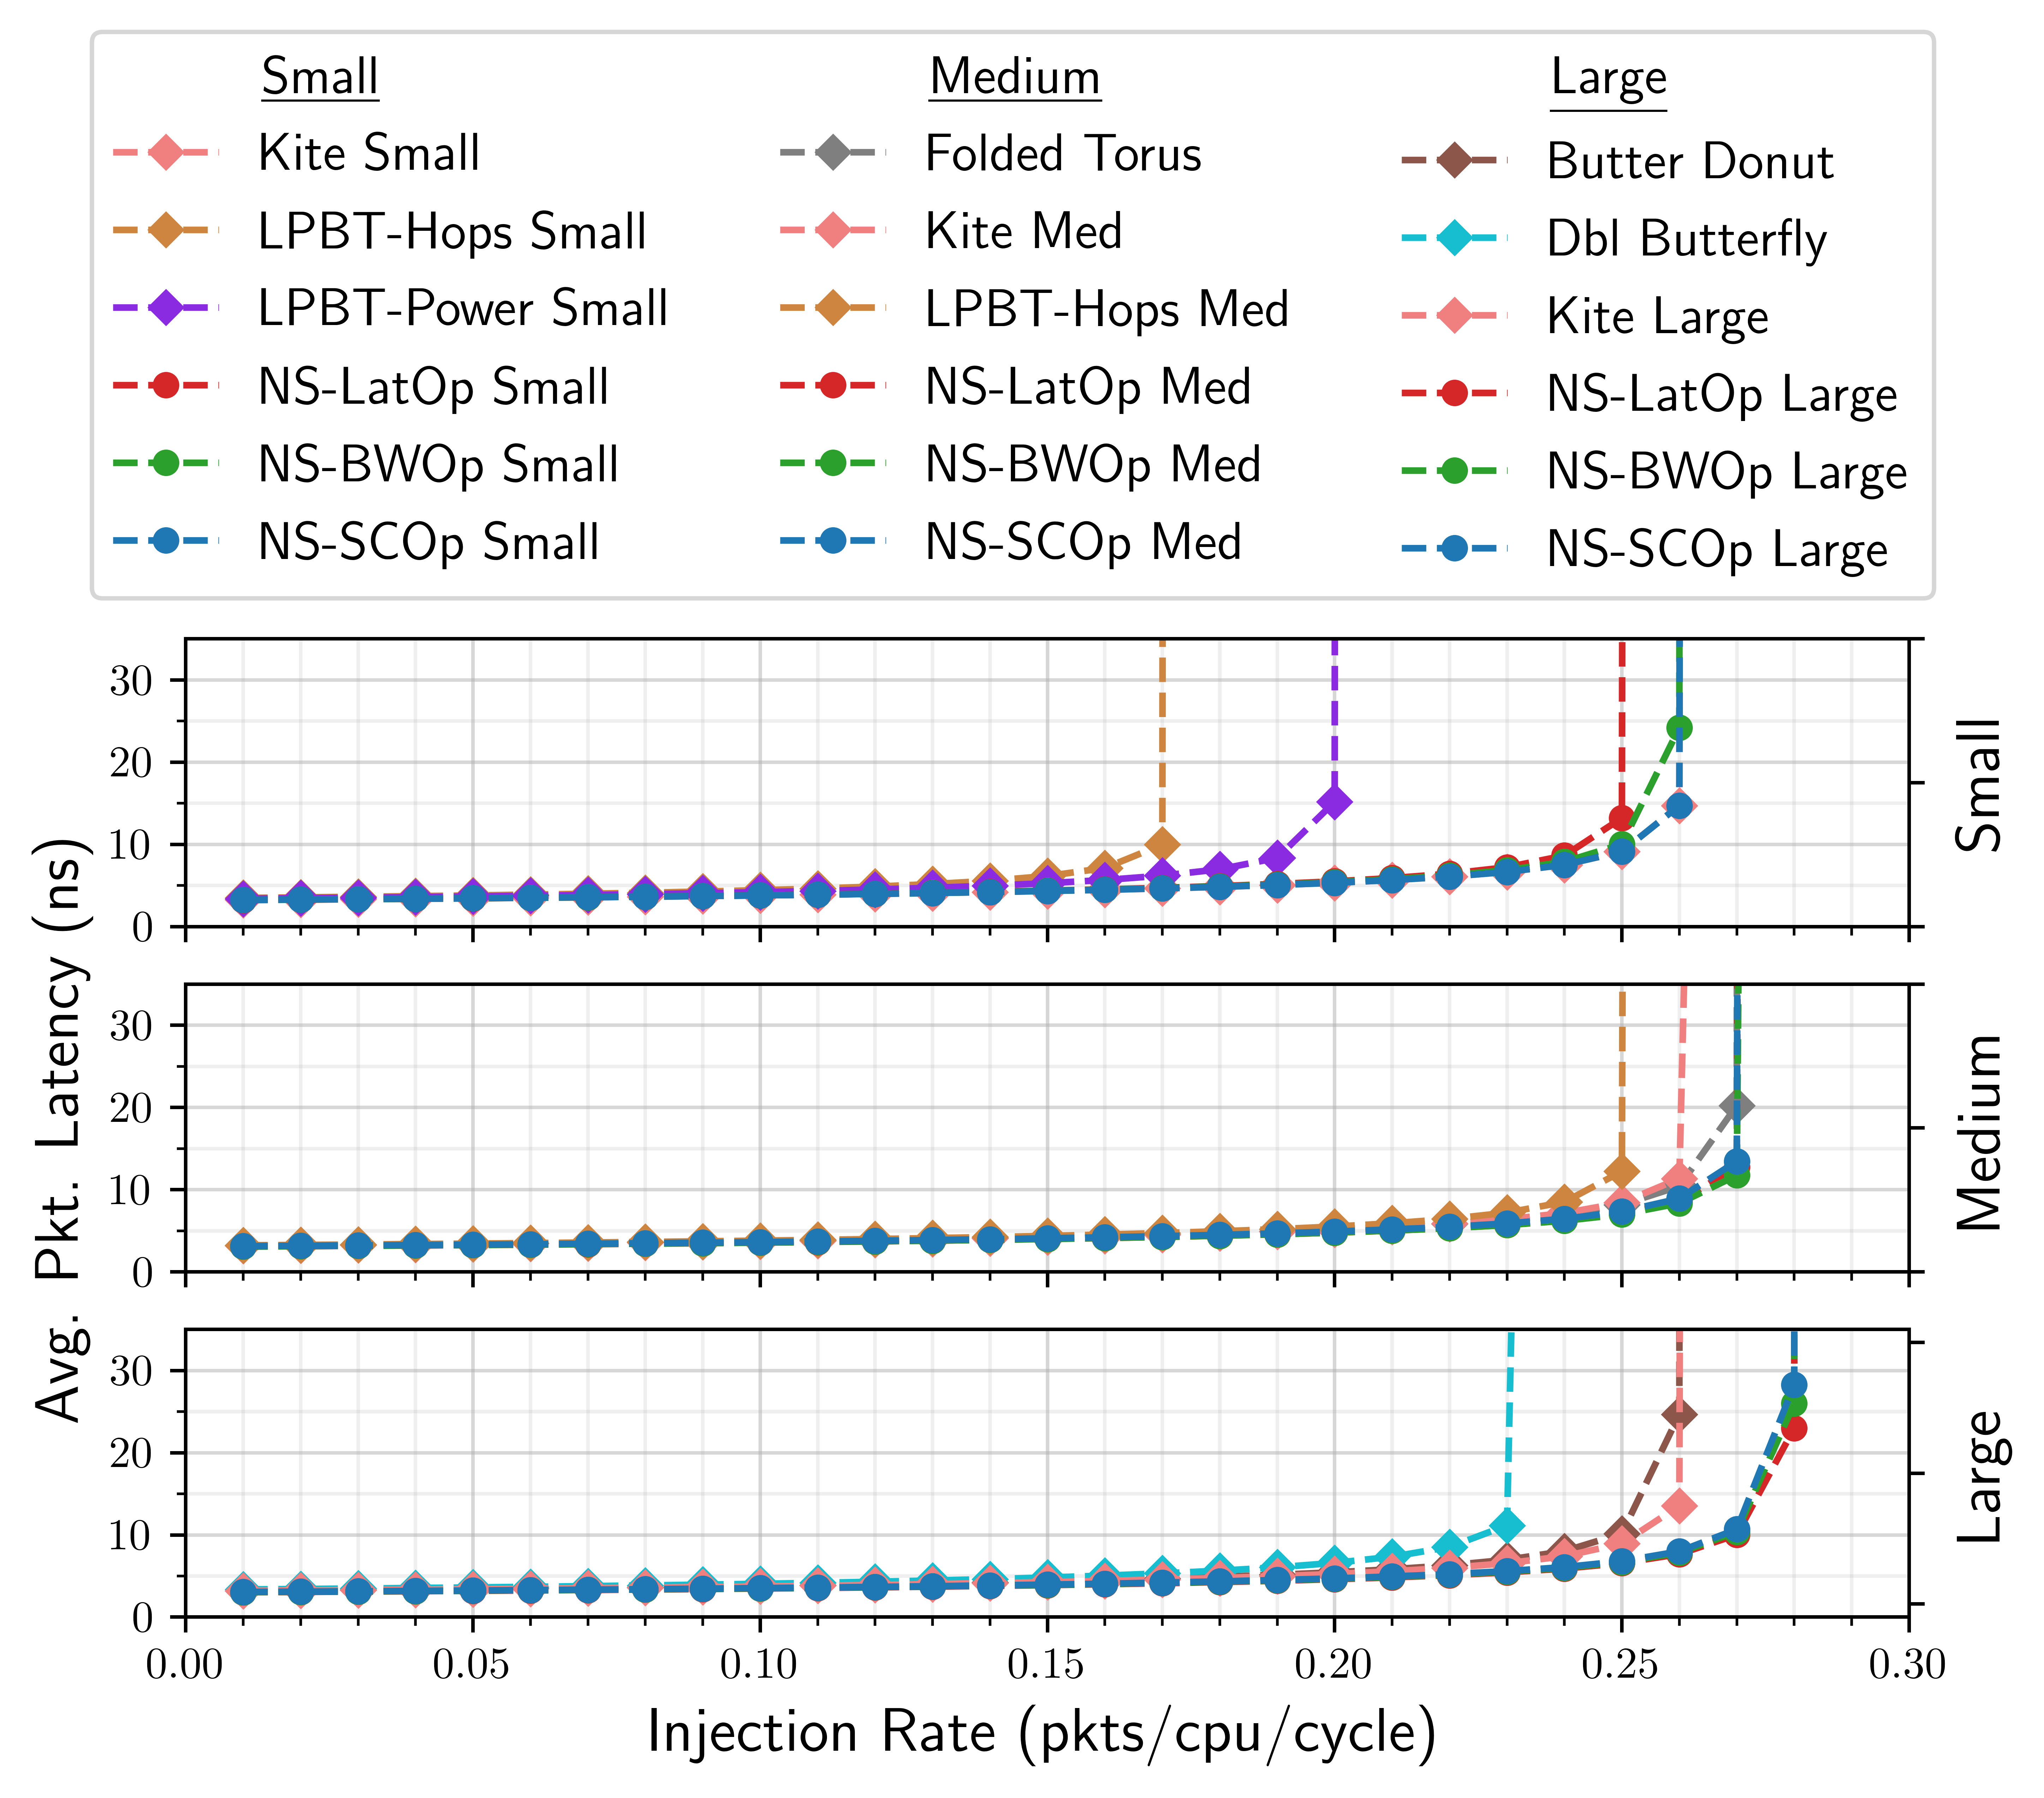 Small
Kite Small
LPBT-Hops Small
LPBT-Power Small
NS-LatOp Small
NS-BWOp Small
NS-SCOp Small
Medium
Folded Torus
Kite Med
LPBT-Hops Med
NS-LatOp Med
NS-BWOp Med
NS-SCOp Med
Large
Butter Donut
Dbl Butterfly
Kite Large
NS-LatOp Large
NS-BWOp Large
NS-SCOp Large
Avg. Pkt. Latency (ns)
30
20
10
0
Small
30
20
10
0
Medium
30
20
10
0
Large
0.00 0.05 0.10 0.15 0.20 0.25 0.30
Injection Rate (pkts/cpu/cycle)